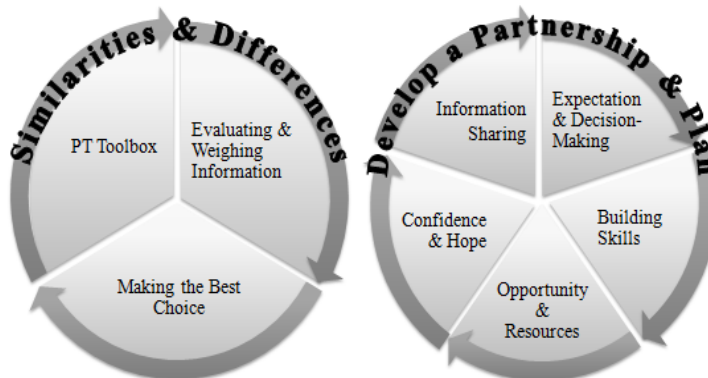 Similarities & Differences
PT Toolbox
Evaluating &
Weighing
Information
Making the Best
Choice
Develop a Partnership & Plan
Information
Sharing
Expectation
& Decision-
Making
Building
Skills
Opportunity
&
Resources
Confidence
& Hope